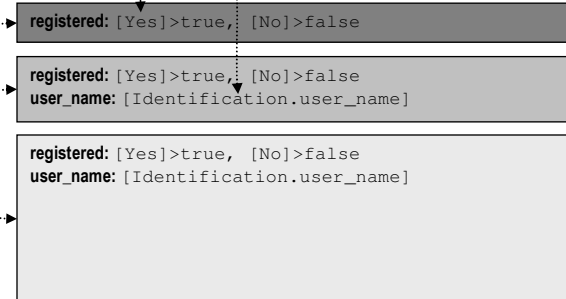 registered: [Yes]>true, [No]>false
registered: [Yes]>true, [No]>false
user_name: [Identification.user_name]
registered: [Yes]>true, [No]>false
user_name: [Identification.user_name]